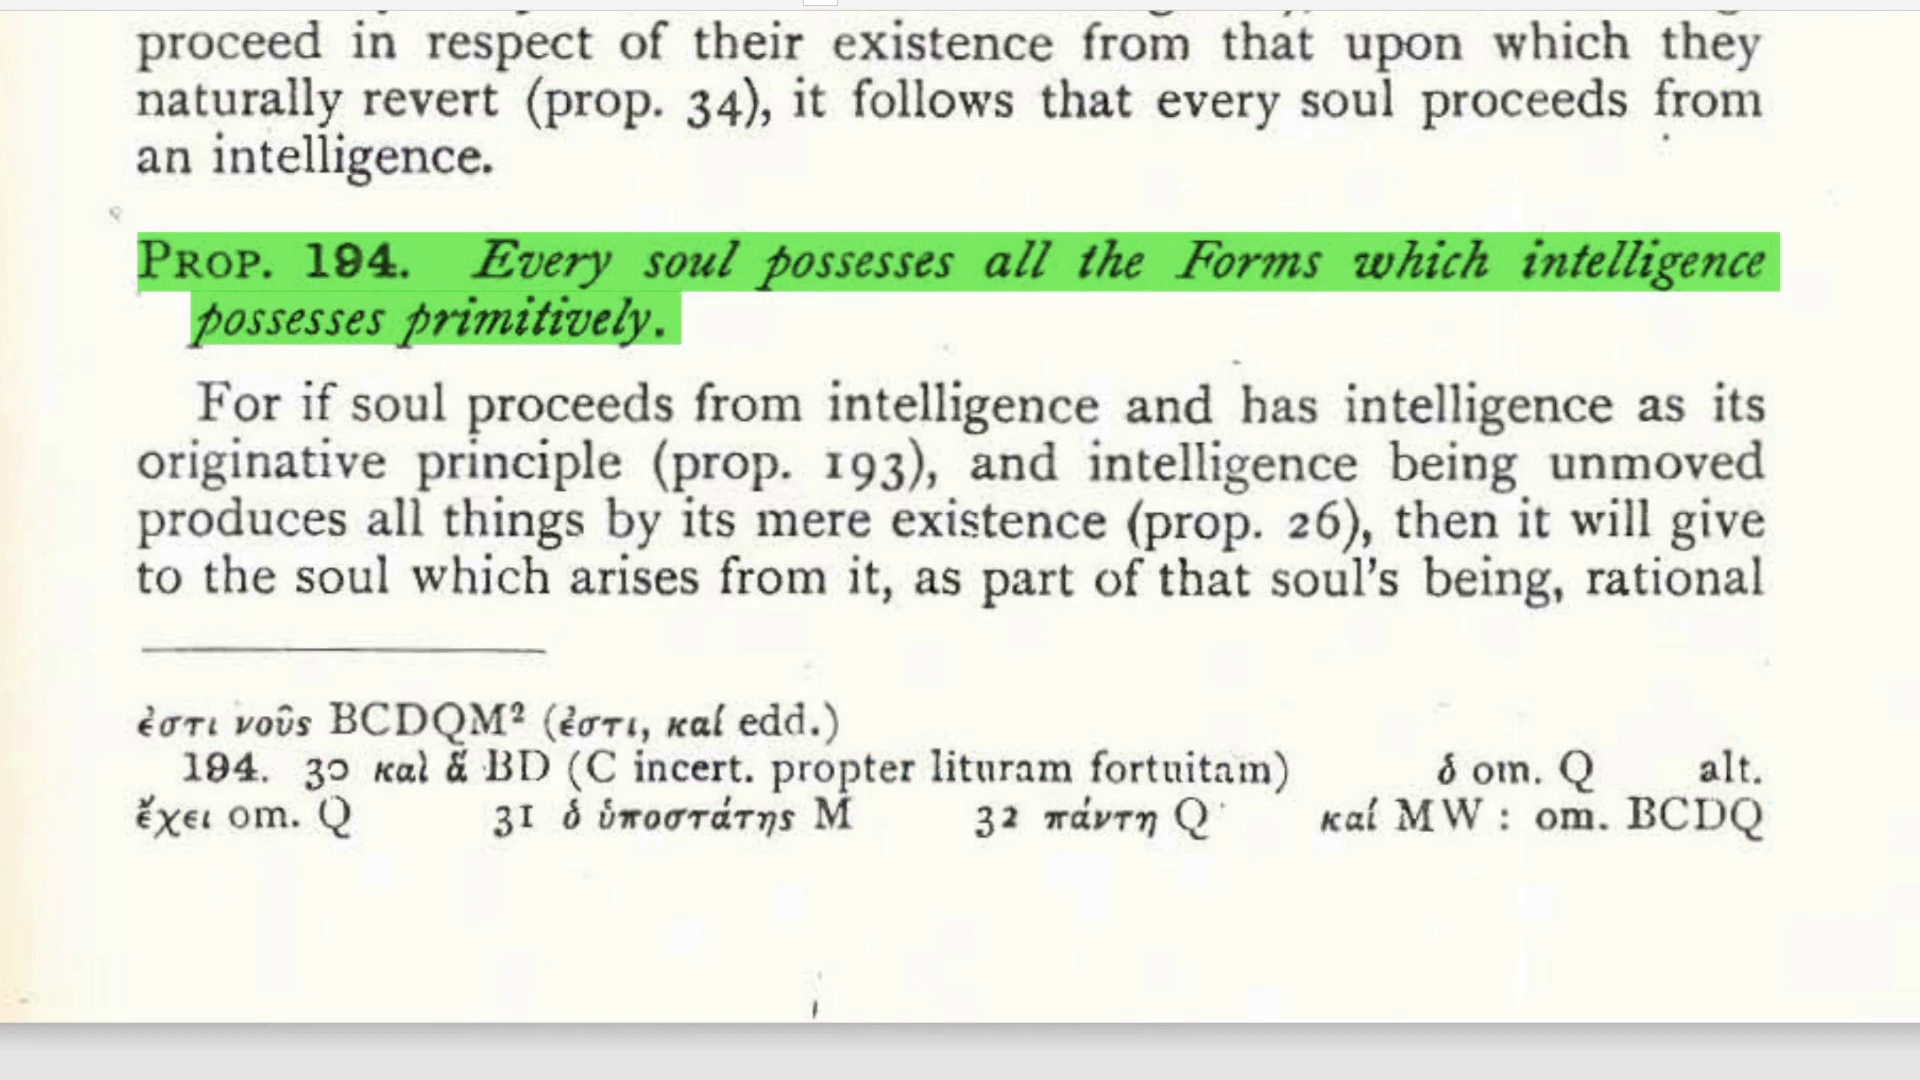 proceed in respect of their existence from that upon which they
naturally revert (prop. 34), it follows that every soul proceeds from
an intelligence.
PROP. 194. Every soul possesses all the Forms which intelligence
possesses primitively.
For if soul proceeds from intelligence and has intelligence as its
originative principle (prop. 193), and intelligence being unmoved
produces all things by its mere existence (prop. 26), then it will give
to the soul which arises from it, as part of that soul's being, rational
ἐστι νοῦς BCDQM² (ἐστι, καί edd.)
194. 30 καὶ ἃ BD (C incert. propter lituram fortuitam) ὁ om. Q alt.
ἔχει om. Q 31 ὁ ὑποστάτης M 32 πάντη Q καί MW : om. BCDQ